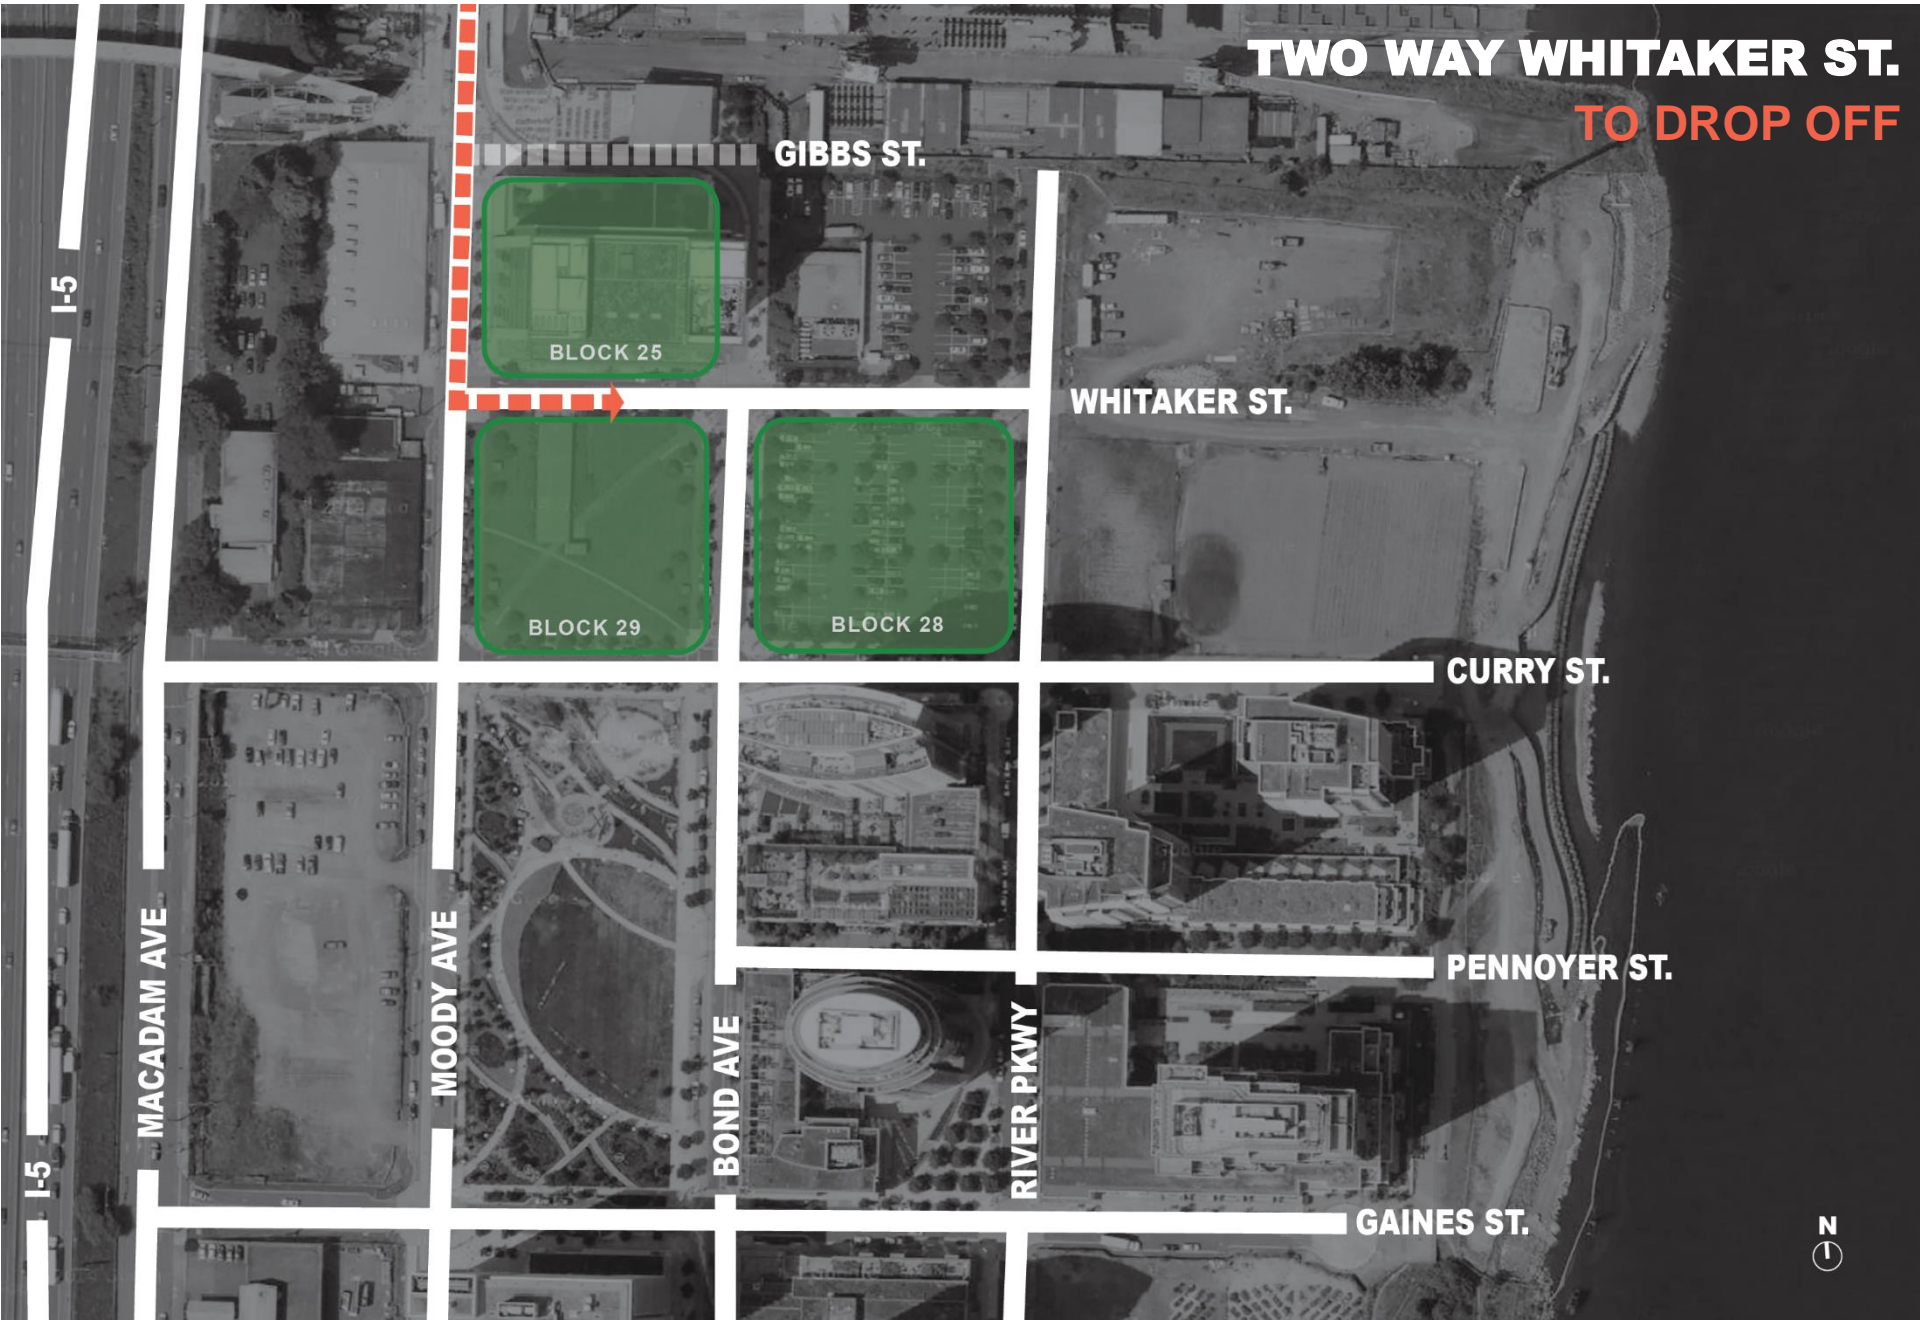 TWO WAY WHITAKER ST.
TO DROP OFF
GIBBS ST.
I-5
BLOCK 25
WHITAKER ST.
BLOCK 29
BLOCK 28
CURRY ST.
MACADAM AVE
MOODY AVE
BOND AVE
RIVER PKWY
PENNOYER ST.
I-5
GAINES ST.
N